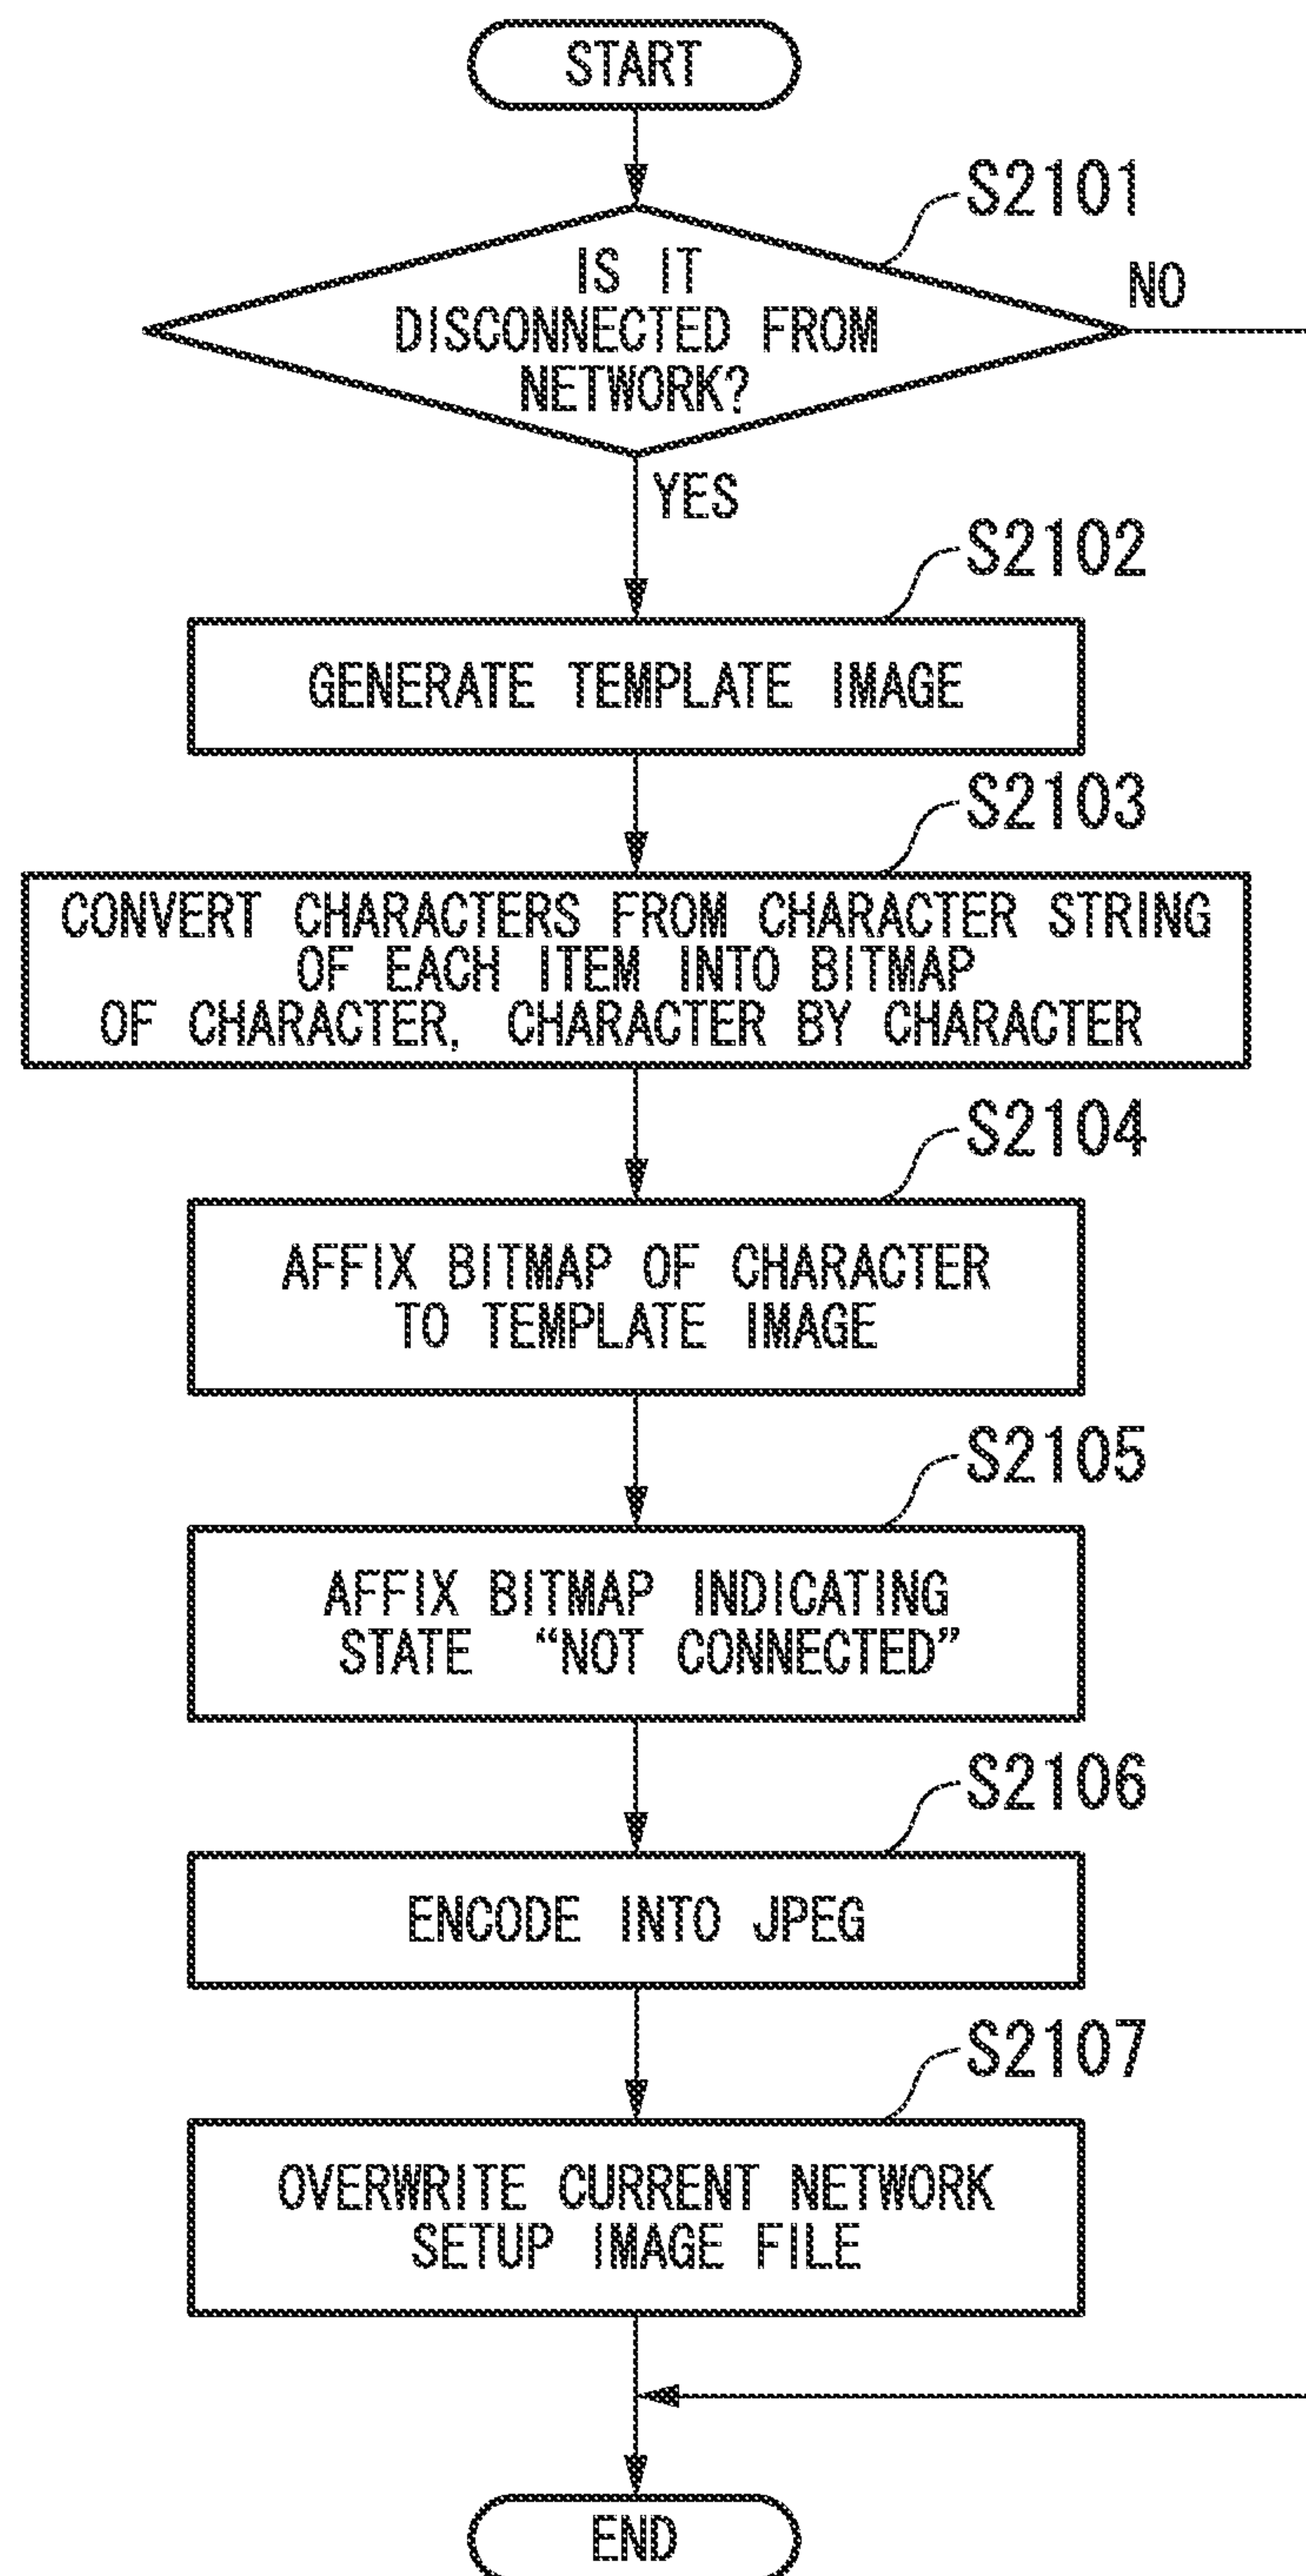 START
S2101
IS IT
DISCONNECTED FROM
NETWORK?
NO
YES
S2102
GENERATE TEMPLATE IMAGE
S2103
CONVERT CHARACTERS FROM CHARACTER STRING
OF EACH ITEM INTO BITMAP
OF CHARACTER, CHARACTER BY CHARACTER
S2104
AFFIX BITMAP OF CHARACTER
TO TEMPLATE IMAGE
S2105
AFFIX BITMAP INDICATING
STATE “NOT CONNECTED”
S2106
ENCODE INTO JPEG
S2107
OVERWRITE CURRENT NETWORK
SETUP IMAGE FILE
END